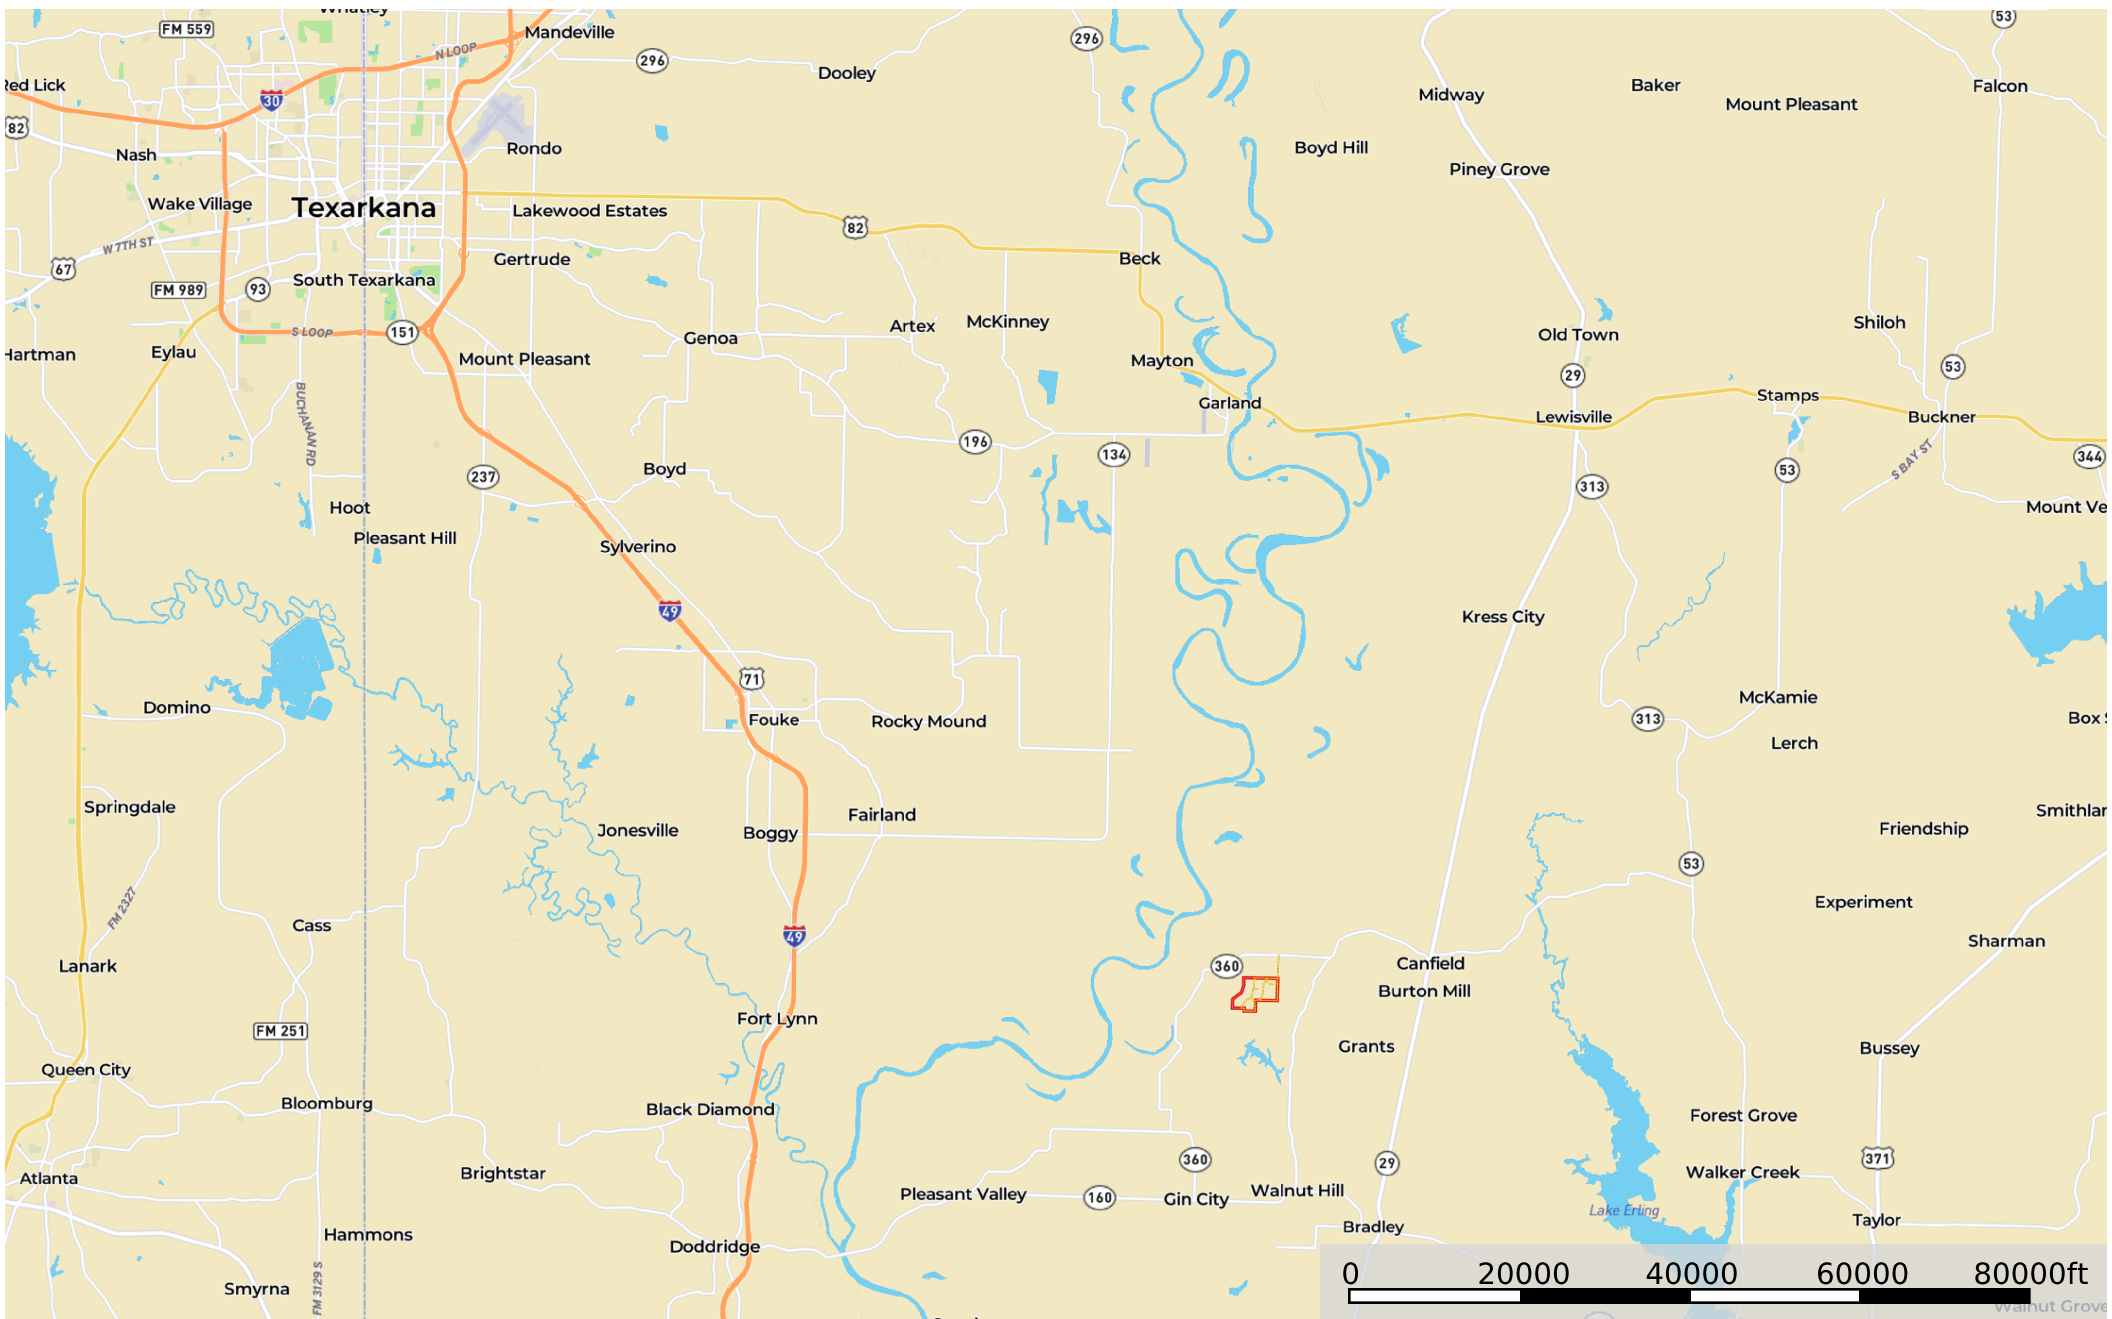 Whatley
FM 559
Mandeville
N LOOP
296
296
53
Dooley
Red Lick
30
Midway
Baker
Mount Pleasant
Falcon
82
Nash
Rondo
Boyd Hill
Piney Grove
Wake Village
Texarkana
Lakewood Estates
82
W 7TH ST
67
Gertrude
Beck
FM 989
93
South Texarkana
S LOOP
151
Genoa
Artex
McKinney
Old Town
Shiloh
Hartman
Eylau
Mount Pleasant
Mayton
29
53
BUCHANAN RD
Garland
Lewisville
Stamps
Buckner
196
134
S BAY ST
344
237
Boyd
53
313
Hoot
Mount Ve
Pleasant Hill
Sylverino
49
Kress City
71
Domino
Fouke
Rocky Mound
313
McKamie
Box S
Lerch
Springdale
Jonesville
Boggy
Fairland
Smithlan
Friendship
53
FM 2327
Experiment
Cass
49
Sharman
Lanark
360
Canfield
Burton Mill
FM 251
Fort Lynn
Grants
Bussey
Queen City
Bloomburg
Black Diamond
Forest Grove
Atlanta
Brightstar
360
29
371
Walker Creek
Pleasant Valley
160
Gin City
Walnut Hill
Lake Erling
Taylor
Bradley
Hammons
Doddridge
FM 3129 S
Smyrna
0 20000 40000 60000 80000ft
Walnut Grove